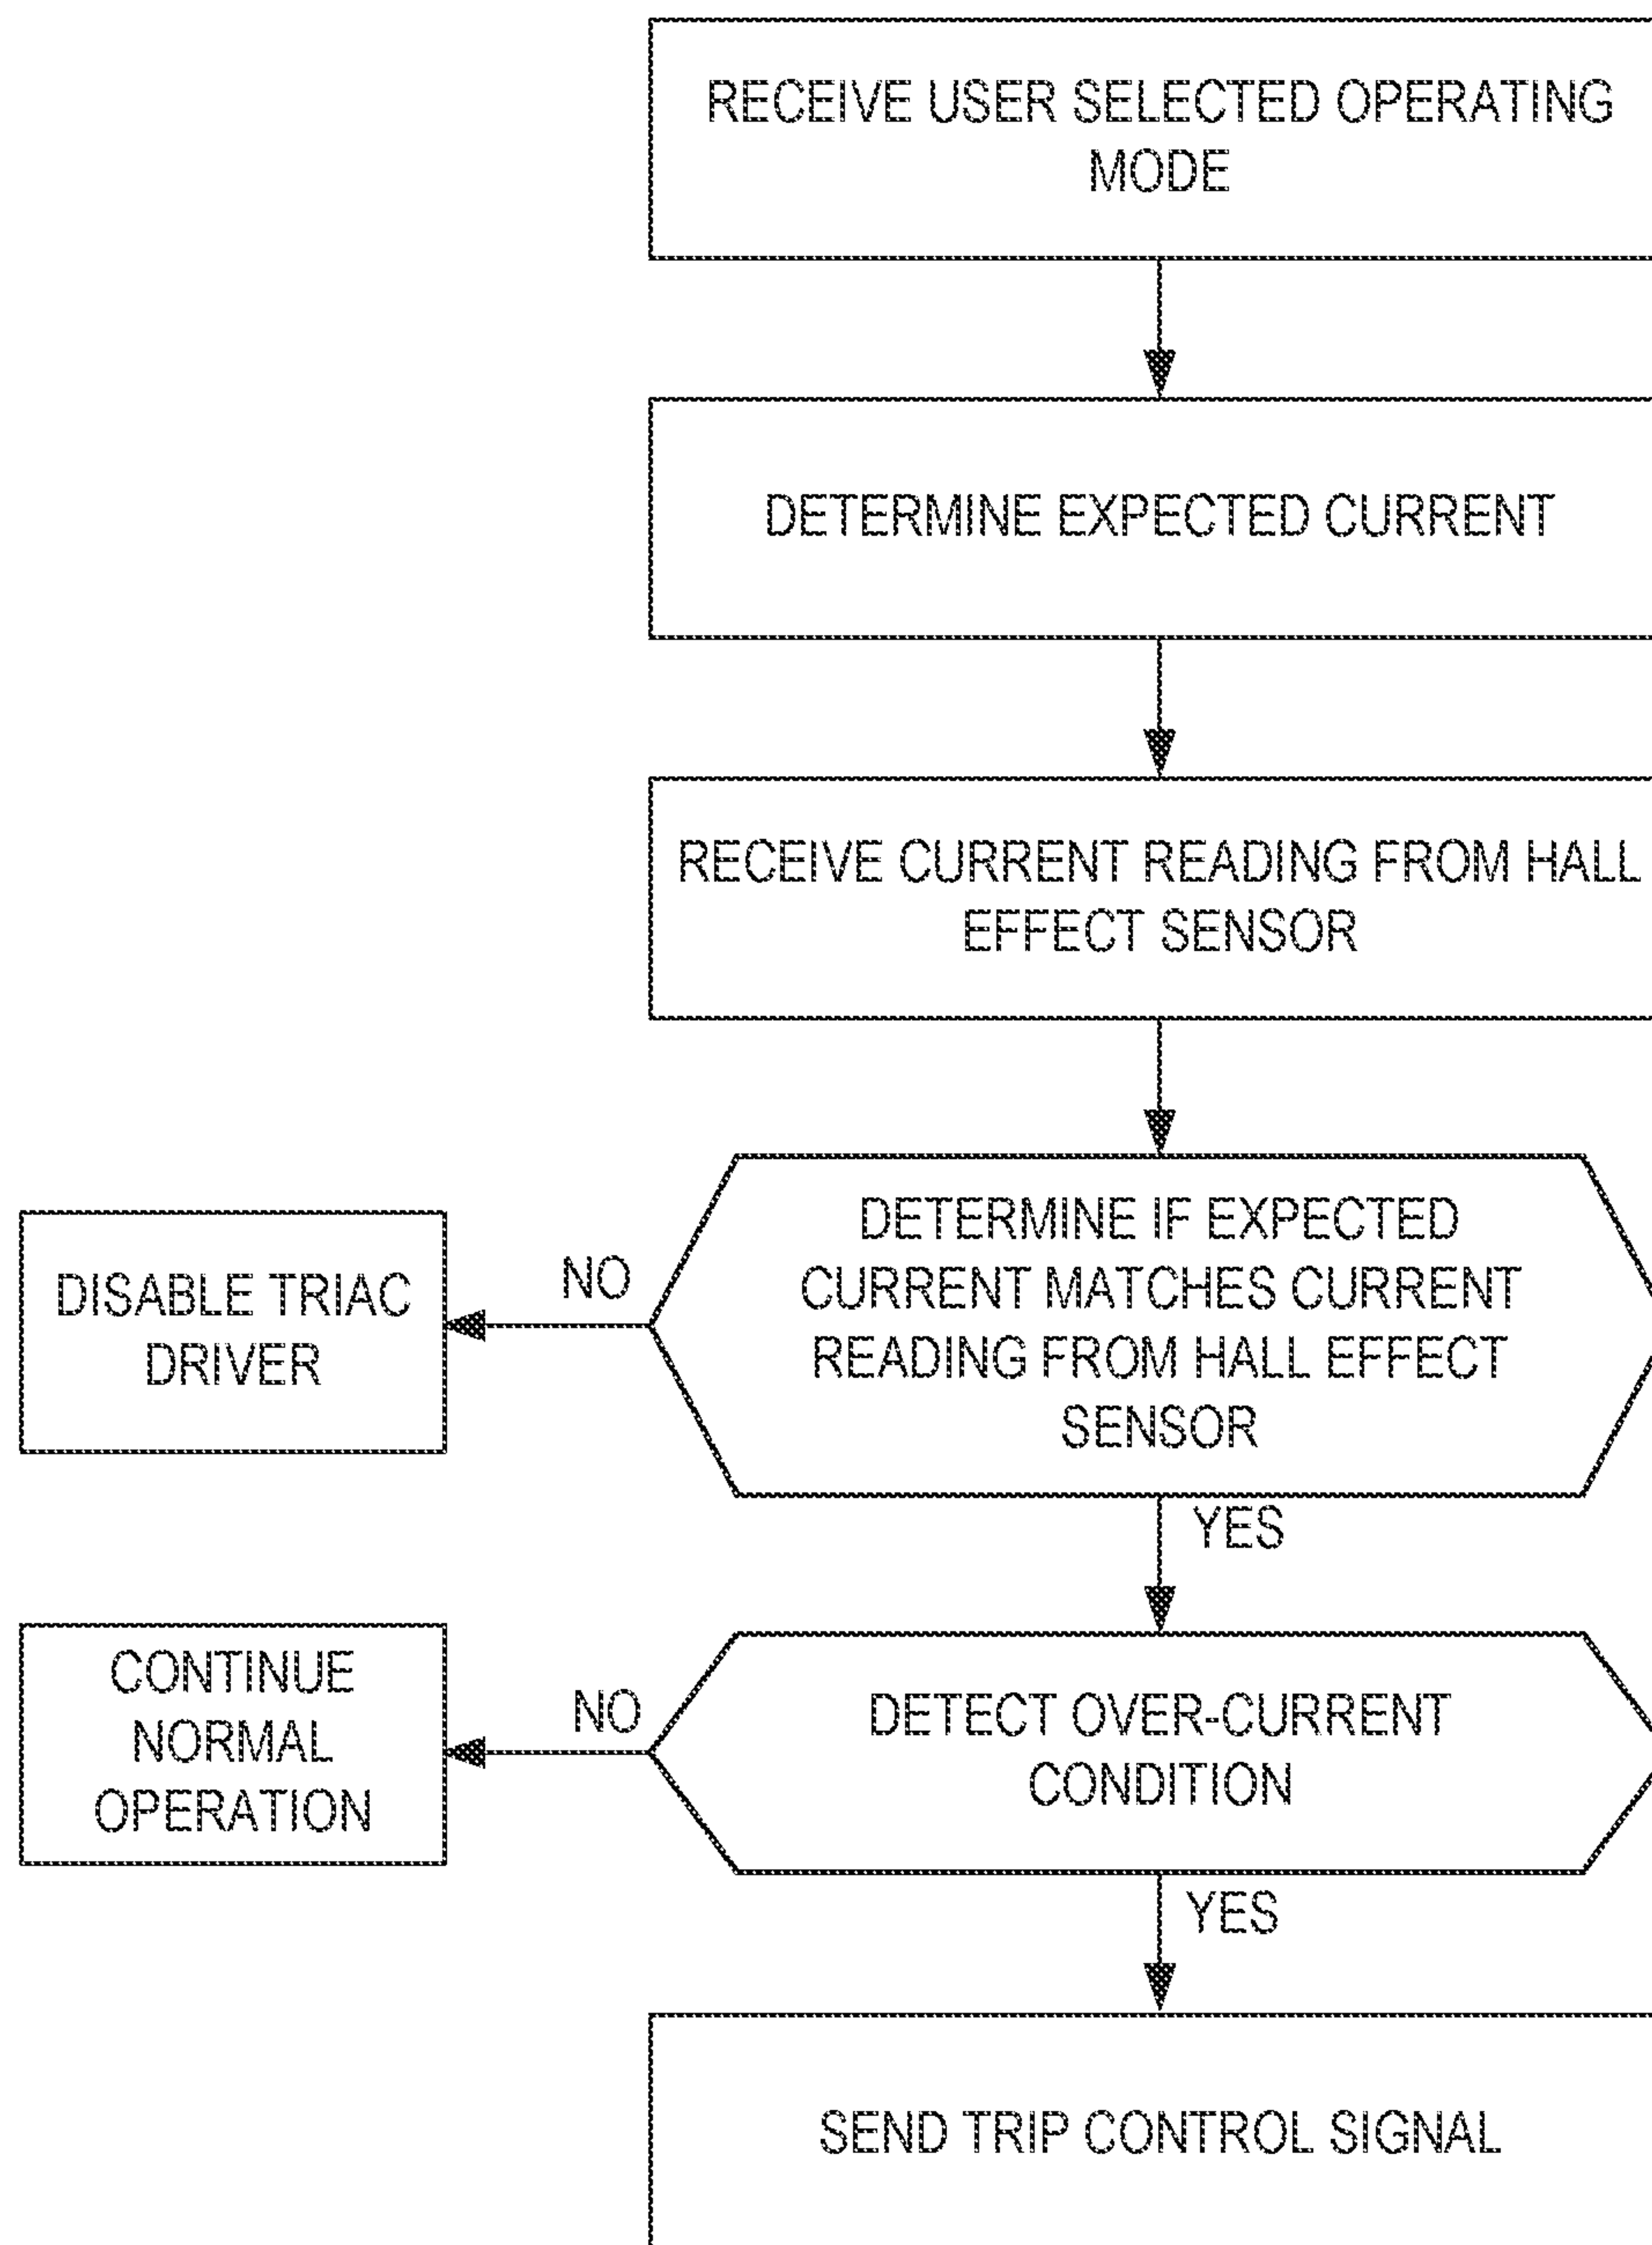 RECEIVE USER SELECTED OPERATING
MODE
DETERMINE EXPECTED CURRENT
RECEIVE CURRENT READING FROM HALL
EFFECT SENSOR
DETERMINE IF EXPECTED
CURRENT MATCHES CURRENT
READING FROM HALL EFFECT
SENSOR
NO
DISABLE TRIAC
DRIVER
YES
DETECT OVER-CURRENT
CONDITION
NO
CONTINUE
NORMAL
OPERATION
YES
SEND TRIP CONTROL SIGNAL